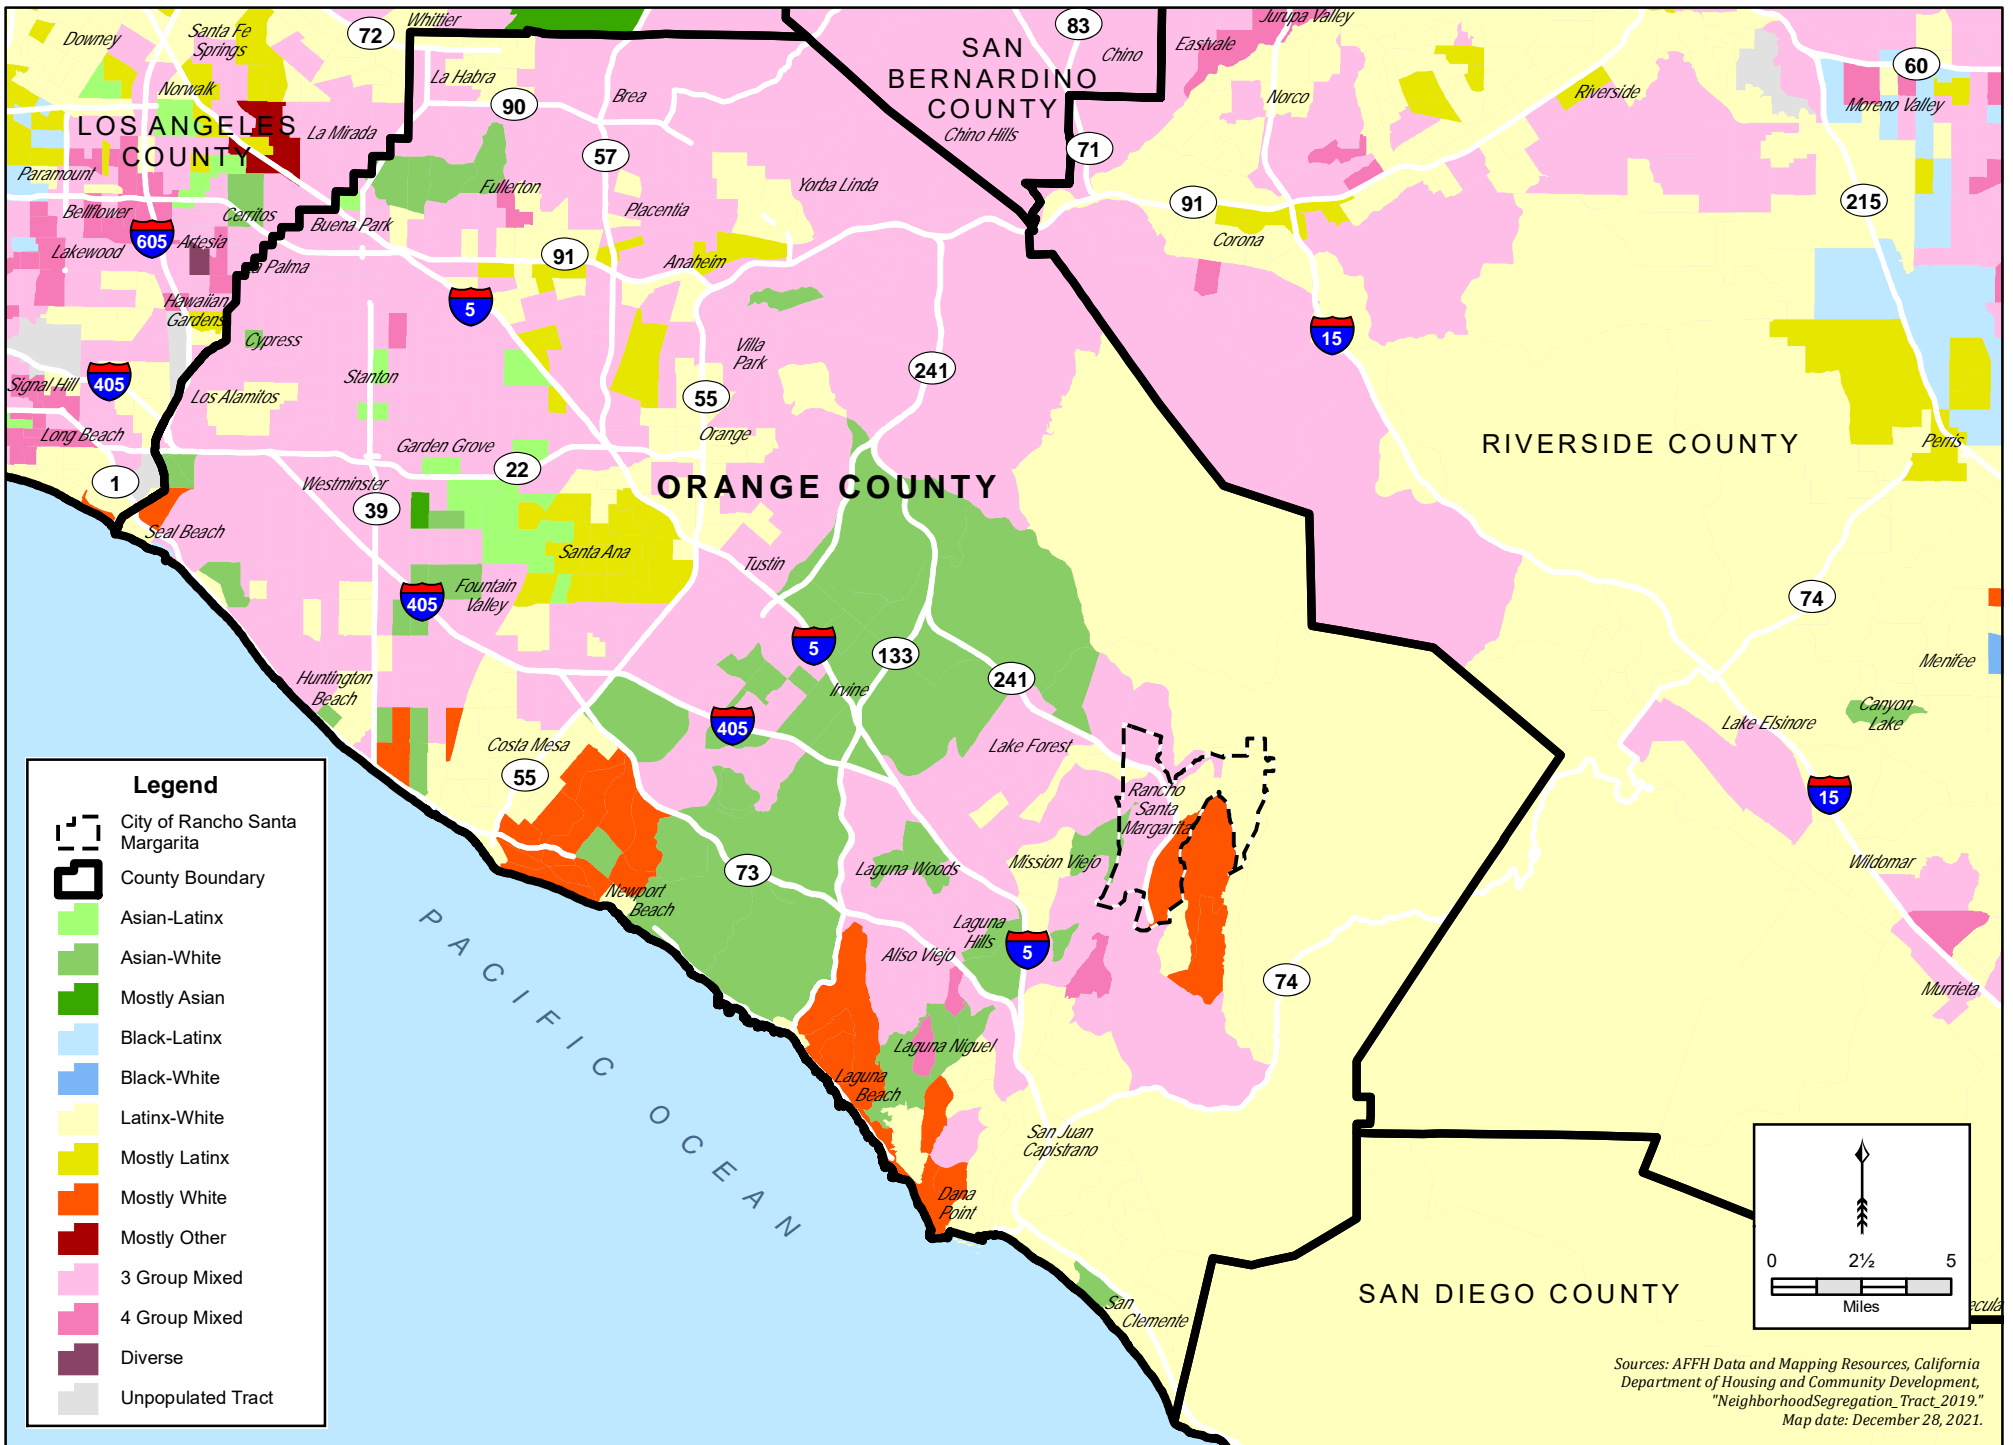 Downey
Santa Fe
Springs
72
Whittier
83
Chino
Eastvale
Jurupa Valley
60
SAN
BERNARDINO
COUNTY
Chino Hills
La Habra
90
Brea
Norco
Riverside
Moreno Valley
Norwalk
LOS ANGELES
COUNTY
La Mirada
57
71
Paramount
Fullerton
Yorba Linda
91
215
Bellflower
Cerritos
Buena Park
Placentia
Corona
605
Artesia
Lakewood
La Palma
91
Anaheim
Hawaiian
Gardens
5
15
Cypress
Villa
Park
241
Signal Hill
405
Stanton
Los Alamitos
55
Long Beach
Garden Grove
Orange
RIVERSIDE COUNTY
Perris
1
Westminster
22
ORANGE COUNTY
39
Seal Beach
Santa Ana
Tustin
405
Fountain
Valley
74
5
133
Menifee
Huntington
Beach
Irvine
241
Canyon
Lake
405
Lake Elsinore
Costa Mesa
55
Lake Forest
Rancho
Santa
Margarita
15
73
Laguna Woods
Mission Viejo
Wildomar
Newport
Beach
Laguna
Hills
5
Aliso Viejo
74
Murrieta
Laguna Niguel
Laguna
Beach
San Juan
Capistrano
Dana
Point
San
Clemente
PACIFIC OCEAN
SAN DIEGO COUNTY
ecula
Legend
City of Rancho Santa
Margarita
County Boundary
Asian-Latinx
Asian-White
Mostly Asian
Black-Latinx
Black-White
Latinx-White
Mostly Latinx
Mostly White
Mostly Other
3 Group Mixed
4 Group Mixed
Diverse
Unpopulated Tract
0 2½ 5
Miles
Sources: AFFH Data and Mapping Resources, California
Department of Housing and Community Development,
"NeighborhoodSegregation_Tract_2019."
Map date: December 28, 2021.